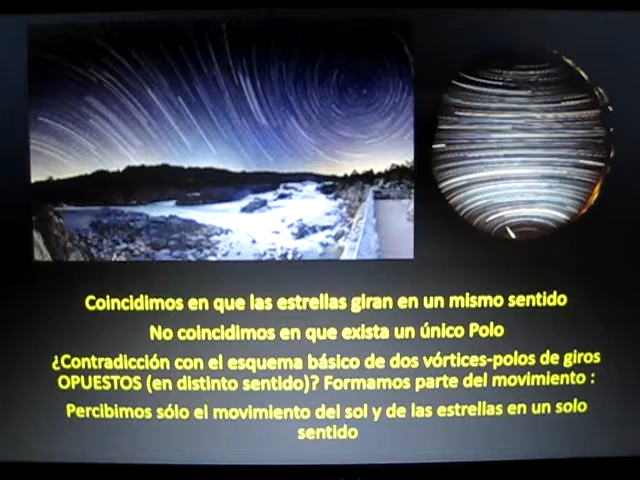 Coincidimos en que las estrellas giran en un mismo sentido
No coincidimos en que exista un único Polo
¿Contradicción con el esquema básico de dos vórtices-polos de giros
OPUESTOS (en distinto sentido)? Formamos parte del movimiento :
Percibimos sólo el movimiento del sol y de las estrellas en un solo
sentido